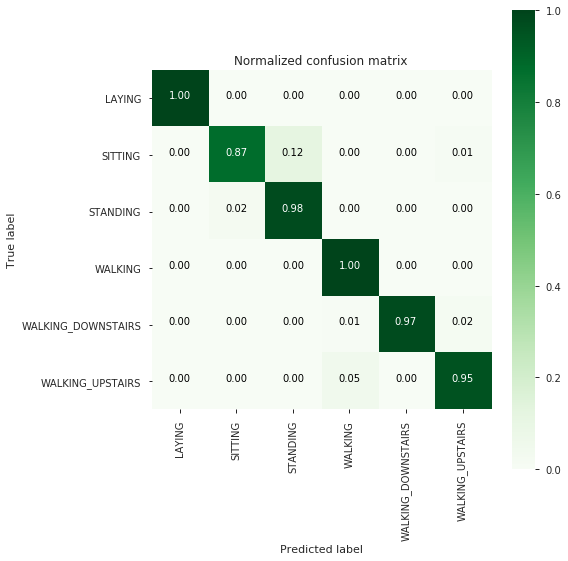 Normalized confusion matrix
True label
LAYING 1.00 0.00 0.00 0.00 0.00 0.00
SITTING 0.00 0.87 0.12 0.00 0.00 0.01
STANDING 0.00 0.02 0.98 0.00 0.00 0.00
WALKING 0.00 0.00 0.00 1.00 0.00 0.00
WALKING_DOWNSTAIRS 0.00 0.00 0.00 0.01 0.97 0.02
WALKING_UPSTAIRS 0.00 0.00 0.00 0.05 0.00 0.95
LAYING
SITTING
STANDING
WALKING
WALKING_DOWNSTAIRS
WALKING_UPSTAIRS
Predicted label
1.0
0.8
0.6
0.4
0.2
0.0